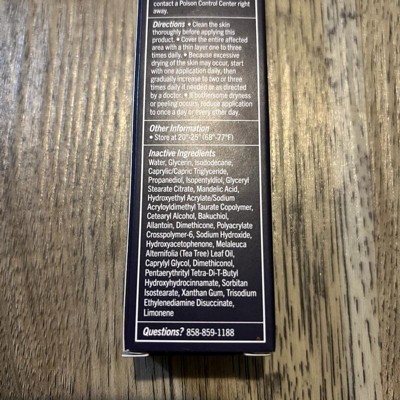 contact a Poison Control Center right
away.
Directions • Clean the skin
thoroughly before applying this
product. • Cover the entire affected
area with a thin layer one to three
times daily. • Because excessive
drying of the skin may occur, start
with one application daily, then
gradually increase to two or three
times daily if needed or as directed
by a doctor. • If bothersome dryness
or peeling occurs, reduce application
to once a day or every other day.
Other Information
• Store at 20°-25° (68°-77°F)
Inactive Ingredients
Water, Glycerin, Isododecane,
Caprylic/Capric Triglyceride,
Propanediol, Isopentyldiol, Glyceryl
Stearate Citrate, Mandelic Acid,
Hydroxyethyl Acrylate/Sodium
Acryloyldimethyl Taurate Copolymer,
Cetearyl Alcohol, Bakuchiol,
Allantoin, Dimethicone, Polyacrylate
Crosspolymer-6, Sodium Hydroxide,
Hydroxyacetophenone, Melaleuca
Alternifolia (Tea Tree) Leaf Oil,
Caprylyl Glycol, Dimethiconol,
Pentaerythrityl Tetra-Di-T-Butyl
Hydroxyhydrocinnamate, Sorbitan
Isostearate, Xanthan Gum, Trisodium
Ethylenediamine Disuccinate,
Limonene
Questions? 858-859-1188